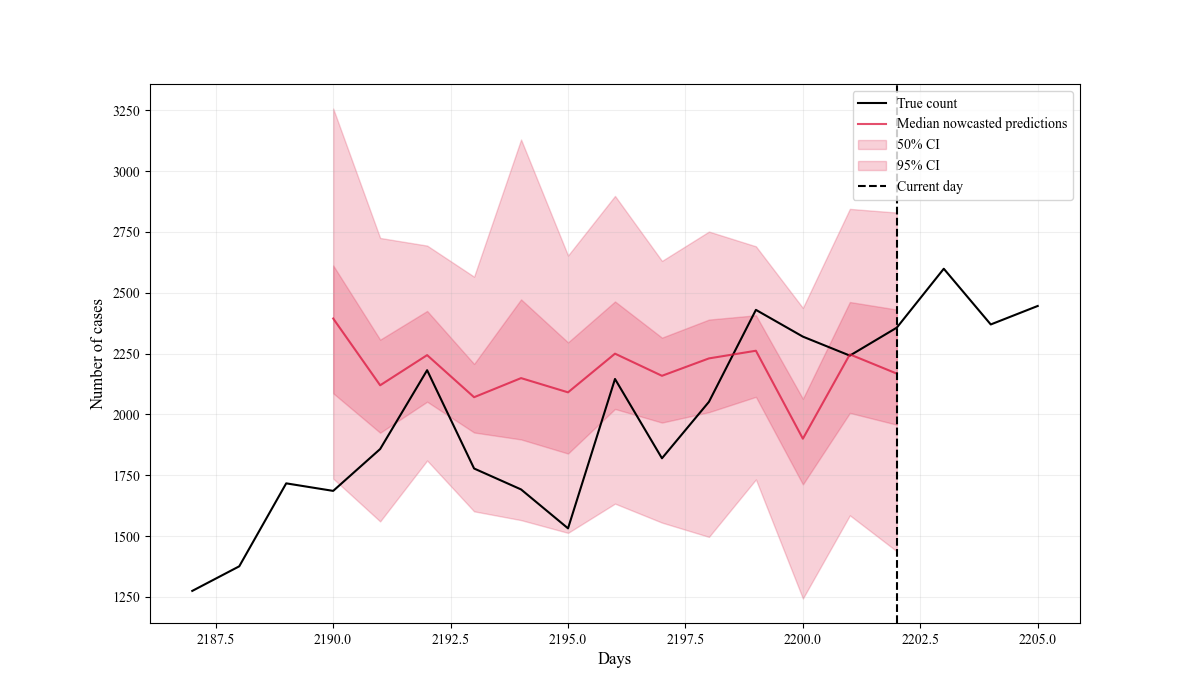 3250
3000
2750
2500
2250
2000
1750
1500
1250
Number of cases
True count
Median nowcasted predictions
50% CI
95% CI
Current day
2187.5 2190.0 2192.5 2195.0 2197.5 2200.0 2202.5 2205.0
Days